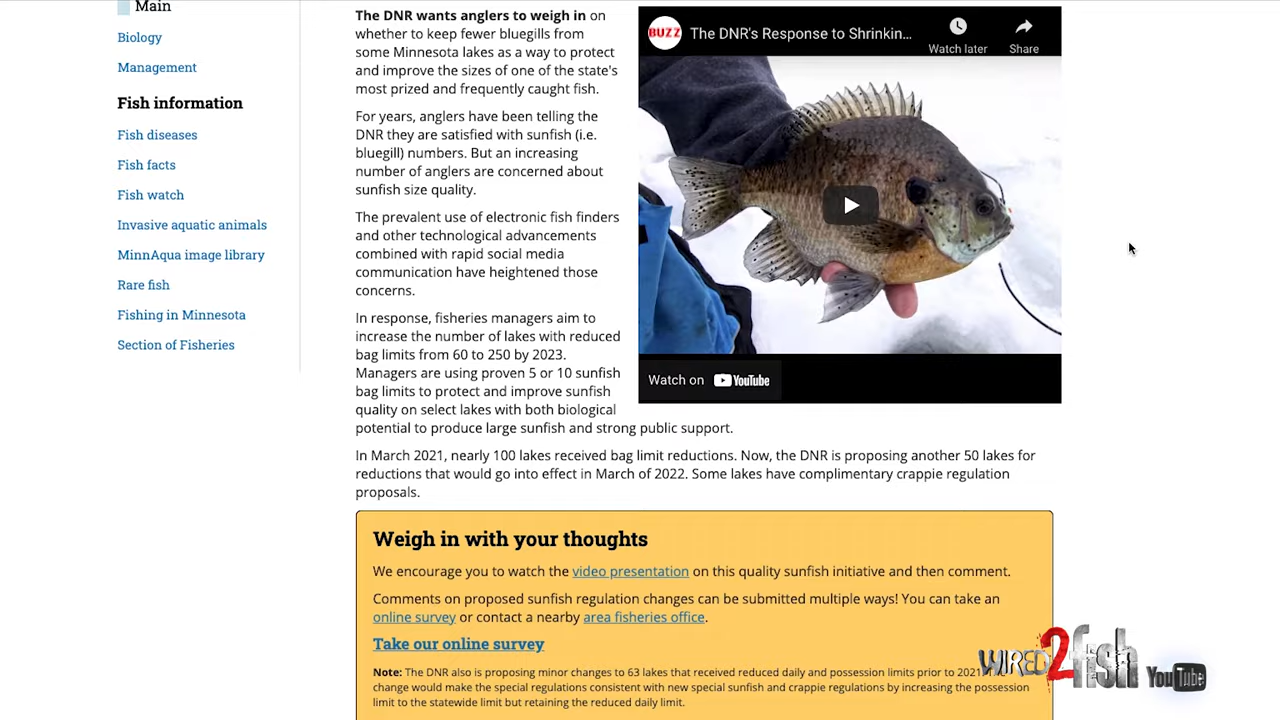 Main
Biology
Management
Fish information
Fish diseases
Fish facts
Fish watch
Invasive aquatic animals
MinnAqua image library
Rare fish
Fishing in Minnesota
Section of Fisheries
The DNR wants anglers to weigh in on
whether to keep fewer bluegills from
some Minnesota lakes as a way to protect
and improve the sizes of one of the state's
most prized and frequently caught fish.
For years, anglers have been telling the
DNR they are satisfied with sunfish (i.e.
bluegill) numbers. But an increasing
number of anglers are concerned about
sunfish size quality.
The prevalent use of electronic fish finders
and other technological advancements
combined with rapid social media
communication have heightened those
concerns.
In response, fisheries managers aim to
increase the number of lakes with reduced
bag limits from 60 to 250 by 2023.
Managers are using proven 5 or 10 sunfish
bag limits to protect and improve sunfish
quality on select lakes with both biological
potential to produce large sunfish and strong public support.
In March 2021, nearly 100 lakes received bag limit reductions. Now, the DNR is proposing another 50 lakes for
reductions that would go into effect in March of 2022. Some lakes have complimentary crappie regulation
proposals.
BUZZ
The DNR's Response to Shrinkin...
Watch later
Share
Watch on YouTube
Weigh in with your thoughts
We encourage you to watch the video presentation on this quality sunfish initiative and then comment.
Comments on proposed sunfish regulation changes can be submitted multiple ways! You can take an
online survey or contact a nearby area fisheries office.
Take our online survey
Note: The DNR also is proposing minor changes to 63 lakes that received reduced daily and possession limits prior to 2021.
change would make the special regulations consistent with new special sunfish and crappie regulations by increasing the possession
limit to the statewide limit but retaining the reduced daily limit.
WIRED2fish YouTube